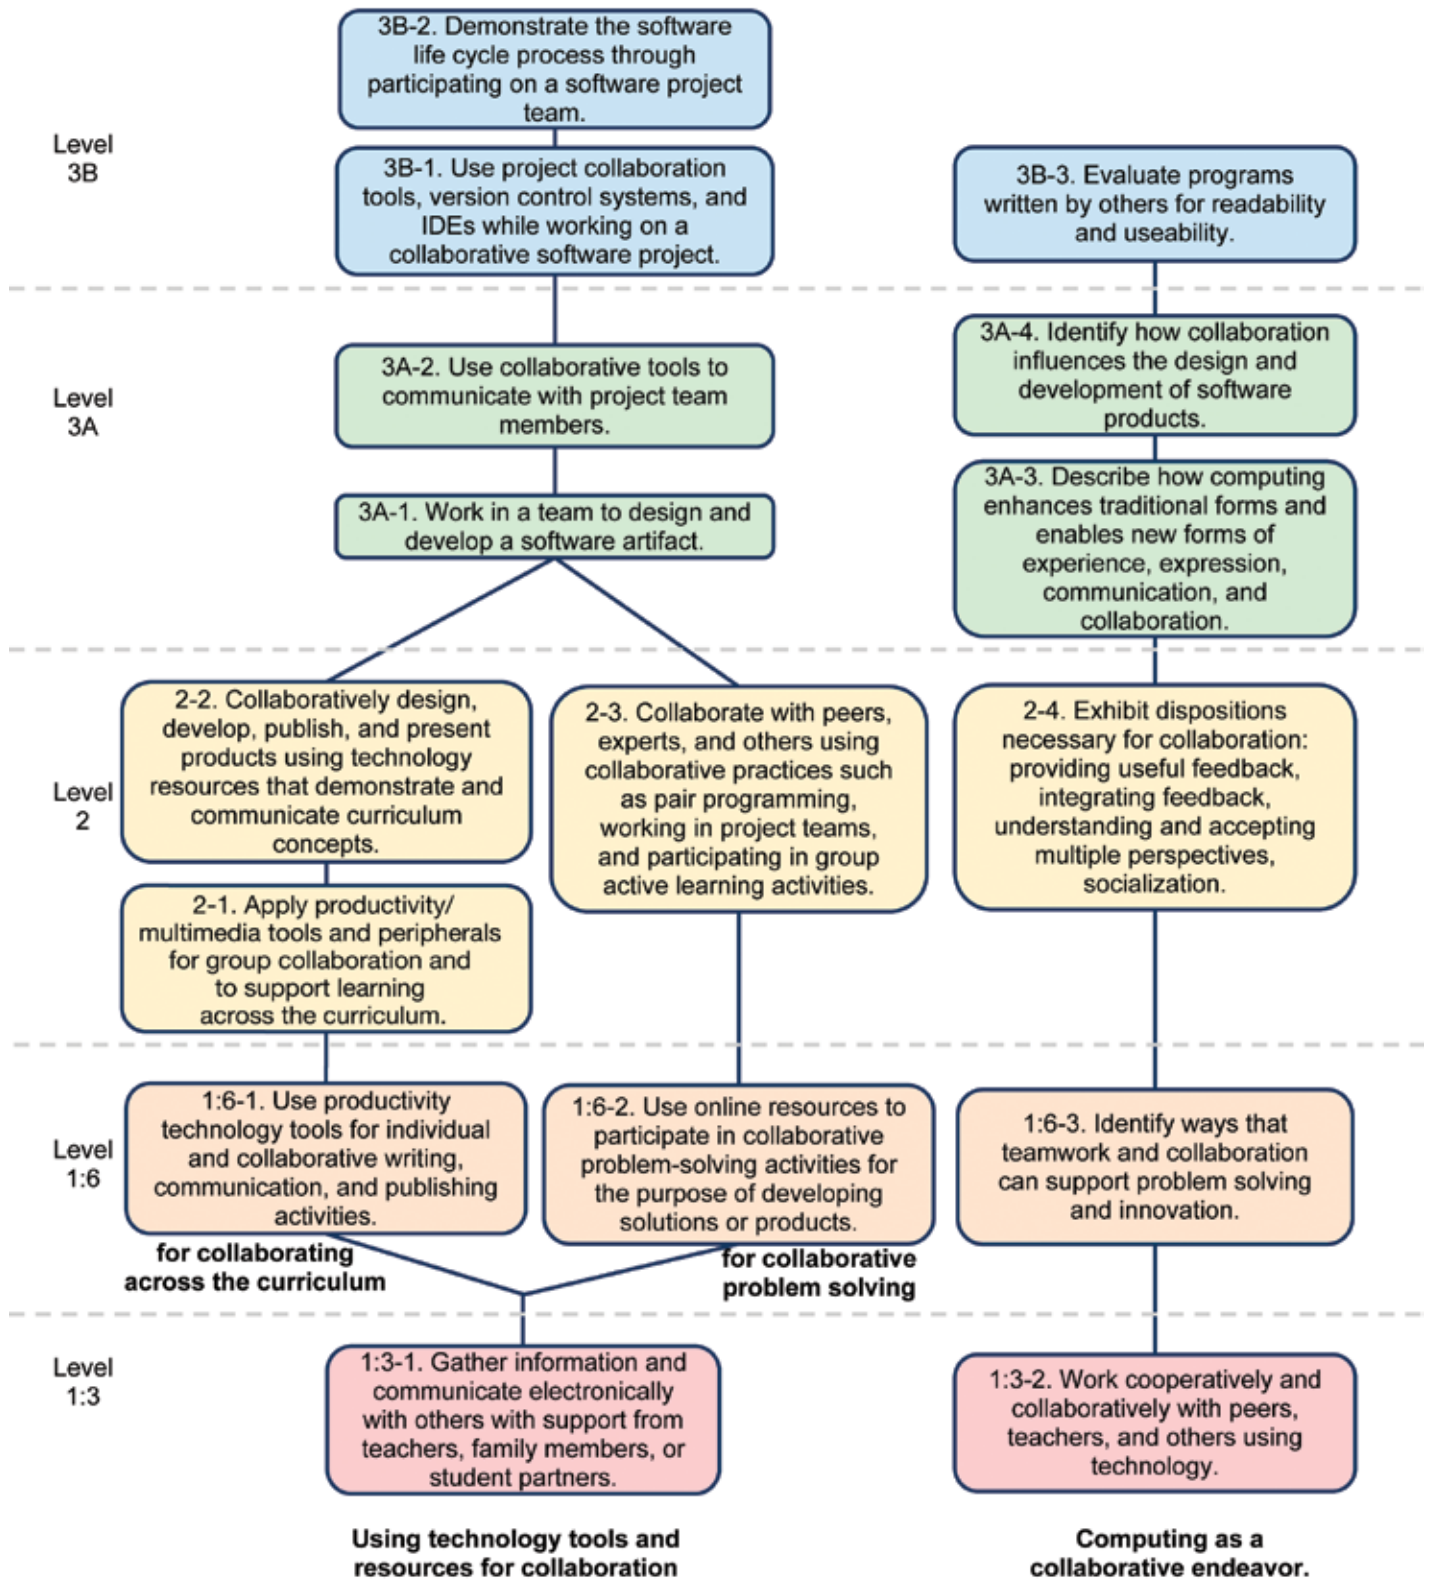 3B-2. Demonstrate the software
life cycle process through
participating on a software project
team.
Level
3B
3B-1. Use project collaboration
tools, version control systems, and
IDEs while working on a
collaborative software project.
3B-3. Evaluate programs
written by others for readability
and useability.
Level
3A
3A-2. Use collaborative tools to
communicate with project team
members.
3A-4. Identify how collaboration
influences the design and
development of software
products.
3A-1. Work in a team to design and
develop a software artifact.
3A-3. Describe how computing
enhances traditional forms and
enables new forms of
experience, expression,
communication, and
collaboration.
Level
2
2-2. Collaboratively design,
develop, publish, and present
products using technology
resources that demonstrate and
communicate curriculum
concepts.
2-3. Collaborate with peers,
experts, and others using
collaborative practices such
as pair programming,
working in project teams,
and participating in group
active learning activities.
2-4. Exhibit dispositions
necessary for collaboration:
providing useful feedback,
integrating feedback,
understanding and accepting
multiple perspectives,
socialization.
2-1. Apply productivity/
multimedia tools and peripherals
for group collaboration and
to support learning
across the curriculum.
Level
1:6
1:6-1. Use productivity
technology tools for individual
and collaborative writing,
communication, and publishing
activities.
1:6-2. Use online resources to
participate in collaborative
problem-solving activities for
the purpose of developing
solutions or products.
1:6-3. Identify ways that
teamwork and collaboration
can support problem solving
and innovation.
for collaborating
across the curriculum
for collaborative
problem solving
Level
1:3
1:3-1. Gather information and
communicate electronically
with others with support from
teachers, family members, or
student partners.
1:3-2. Work cooperatively and
collaboratively with peers,
teachers, and others using
technology.
Using technology tools and
resources for collaboration
Computing as a
collaborative endeavor.